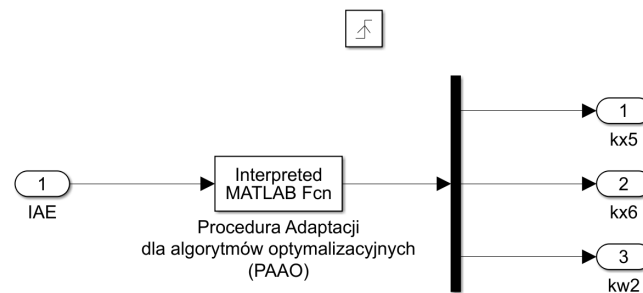 1
IAE
Interpreted
MATLAB Fcn
Procedura Adaptacji
dla algorytmów optymalizacyjnych
(PAAO)
1
kx5
2
kx6
3
kw2